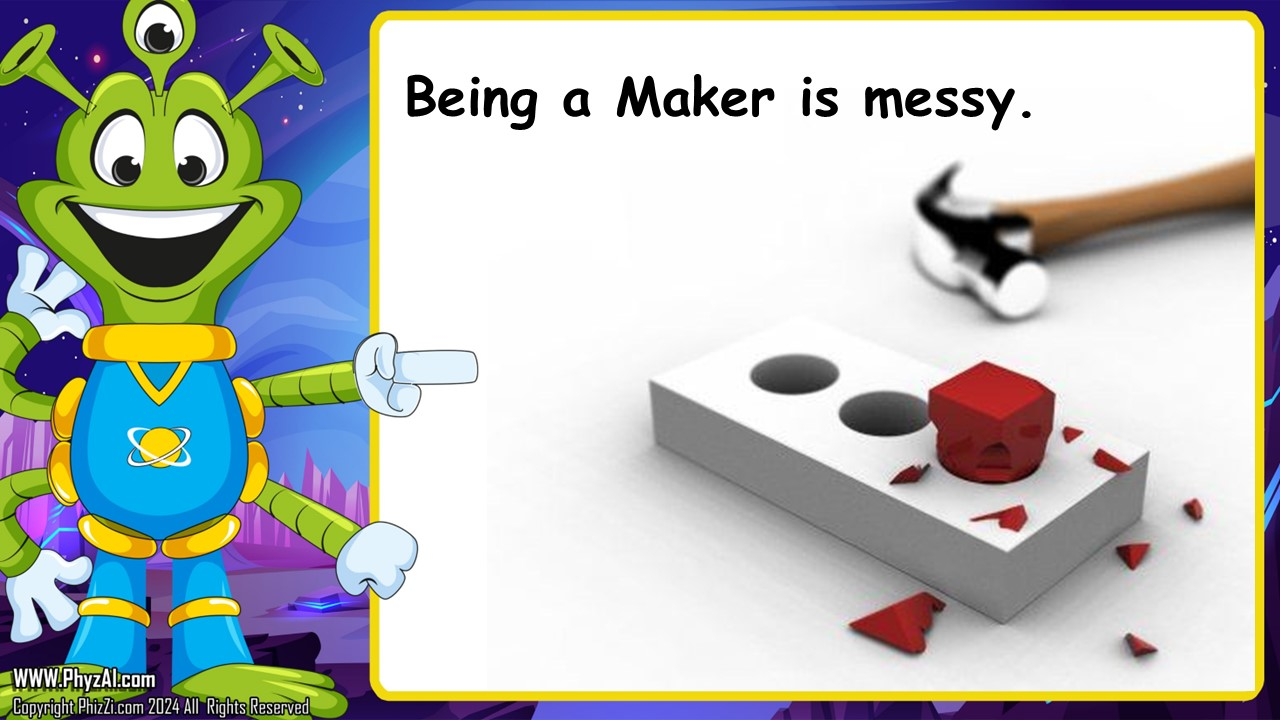 Being a Maker is messy.
WWW.PhyzAI.com
Copyright PhizZi.com 2024 All Rights Reserved